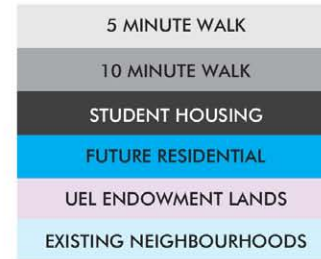 5 MINUTE WALK
10 MINUTE WALK
STUDENT HOUSING
FUTURE RESIDENTIAL
UEL ENDOWMENT LANDS
EXISTING NEIGHBOURHOODS